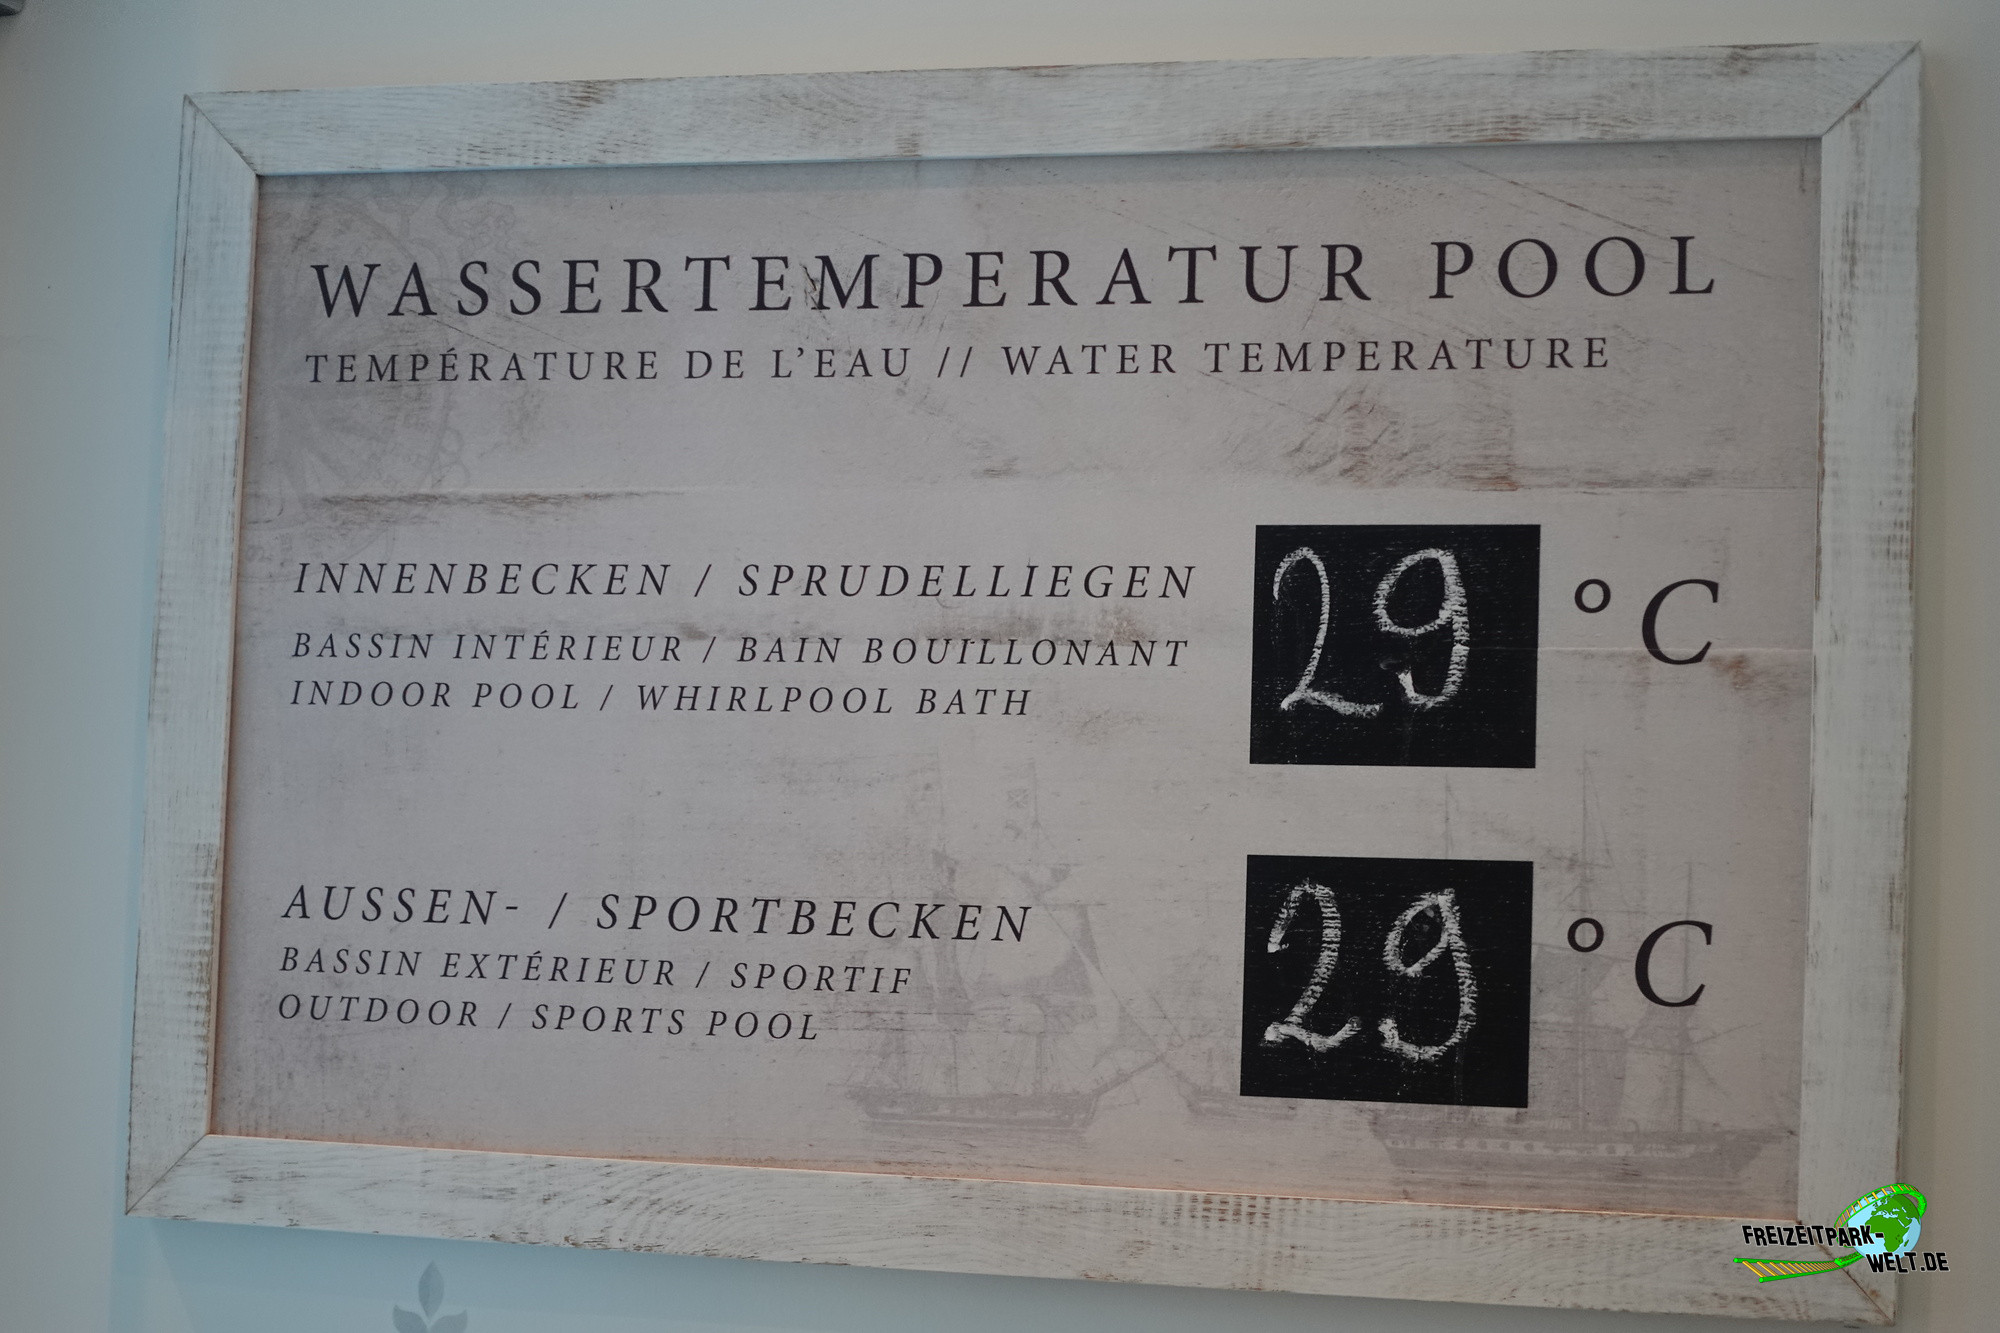 WASSERTEMPERATUR POOL
TEMPÉRATURE DE L'EAU // WATER TEMPERATURE
INNENBECKEN / SPRUDELLIEGEN
BASSIN INTÉRIEUR / BAIN BOUILLONANT
INDOOR POOL / WHIRLPOOL BATH
29 °C
AUSSEN- / SPORTBECKEN
BASSIN EXTÉRIEUR / SPORTIF
OUTDOOR / SPORTS POOL
29 °C
FREIZEITPARK-
WELT.DE